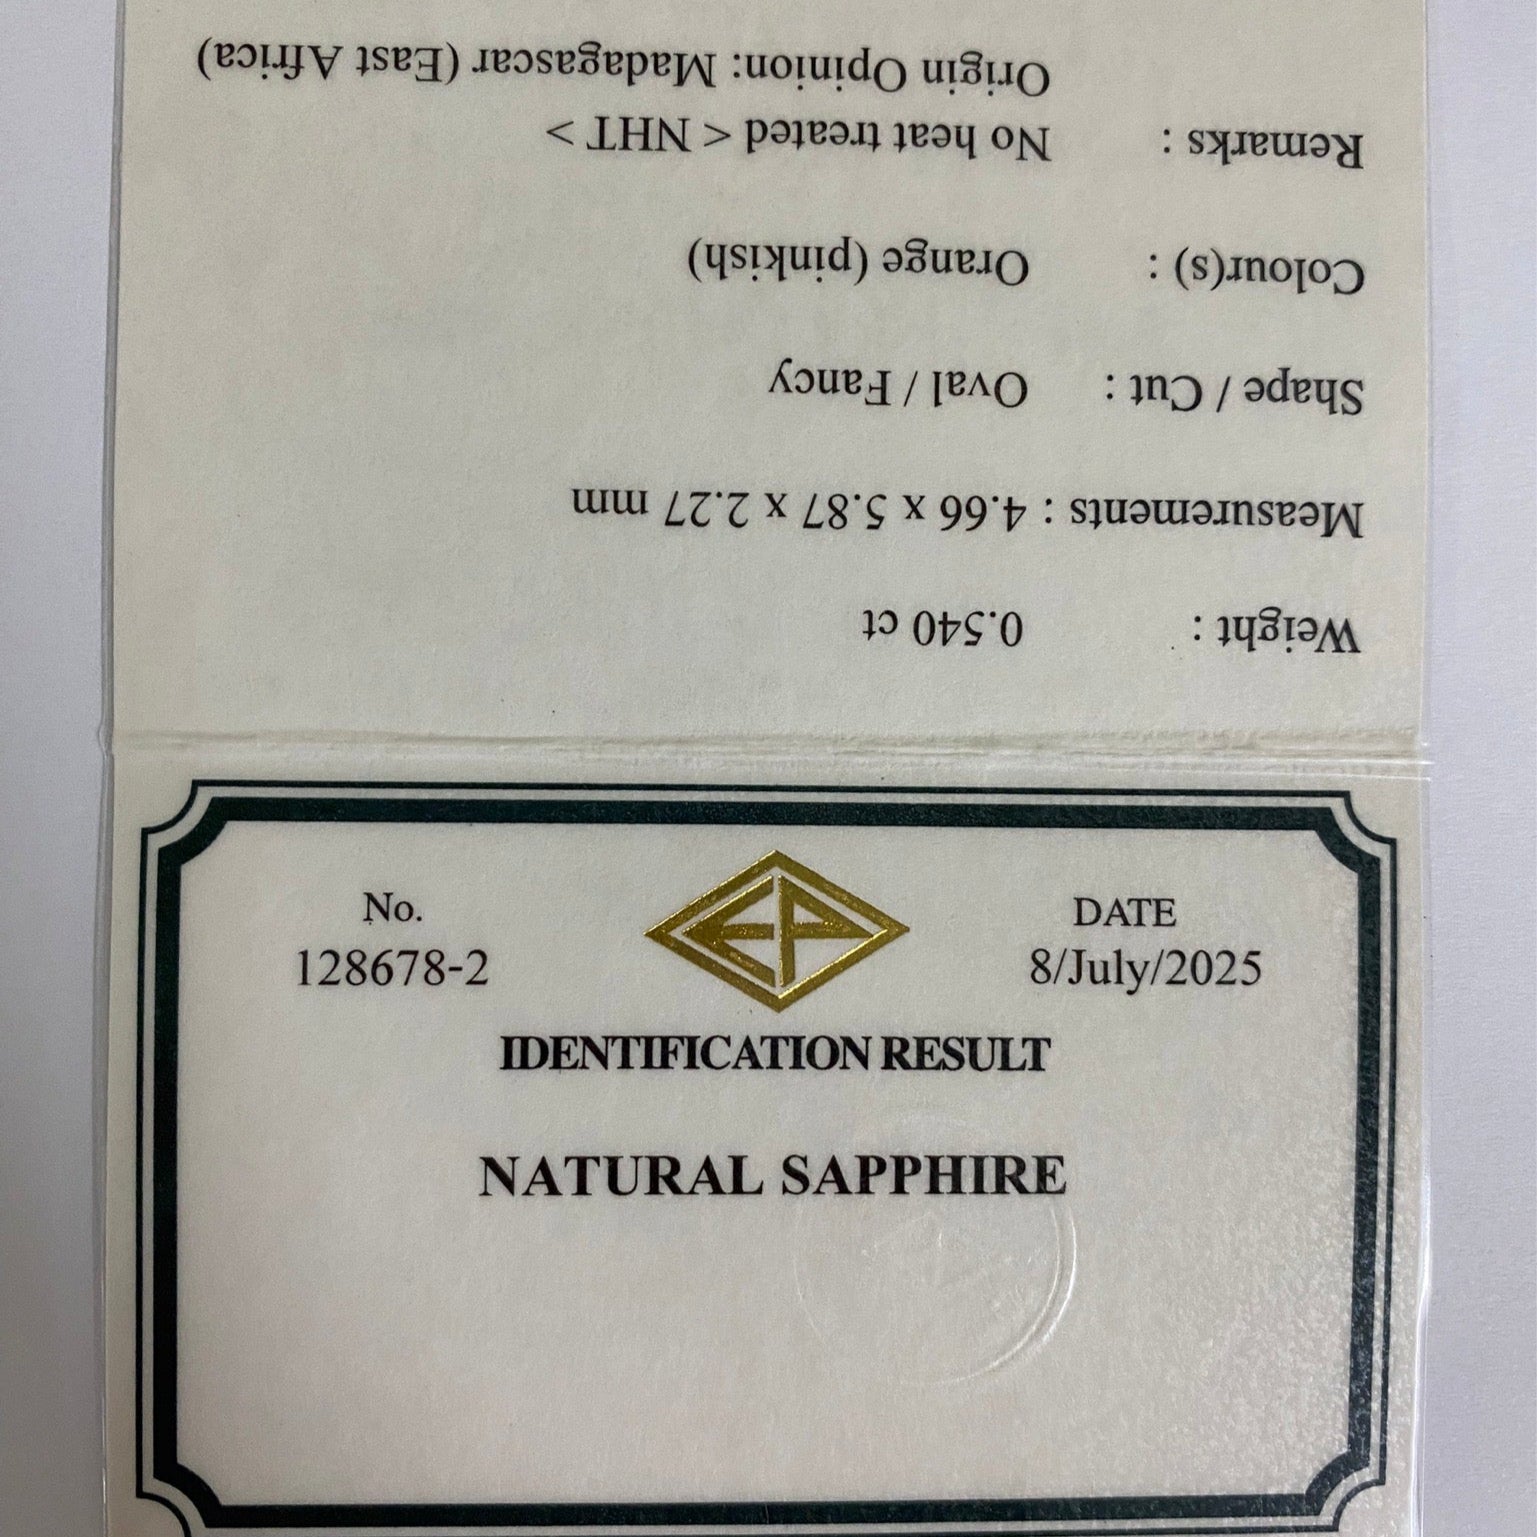 No.
128678-2
EP
DATE
8/July/2025
IDENTIFICATION RESULT
NATURAL SAPPHIRE
Weight : 0.540 ct
Measurements : 4.66 x 5.87 x 2.27 mm
Shape / Cut : Oval / Fancy
Colour(s) : Orange (pinkish)
Remarks : No heat treated < NHT >
Origin Opinion: Madagascar (East Africa)